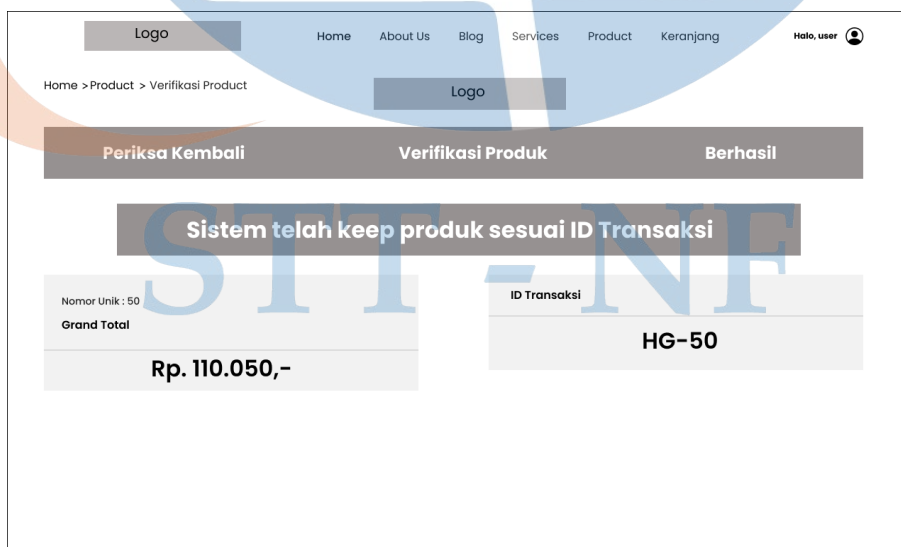 Logo Home About Us Blog Services Product Keranjang Halo, user
Home > Product > Verifikasi Product
Logo
Periksa Kembali Verifikasi Produk Berhasil
Sistem telah keep produk sesuai ID Transaksi
STT - NF
Nomor Unik : 50
Grand Total
Rp. 110.050,-
ID Transaksi
HG-50